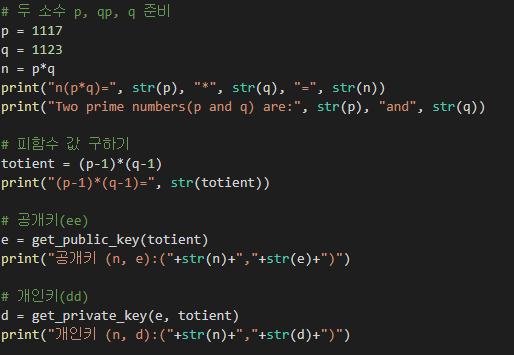 # 두 소수 p, qp, q 준비
p = 1117
q = 1123
n = p*q
print("n(p*q)=", str(p), "*", str(q), "=", str(n))
print("Two prime numbers(p and q) are:", str(p), "and", str(q))
# 피함수 값 구하기
totient = (p-1)*(q-1)
print("(p-1)*(q-1)=", str(totient))
# 공개키(ee)
e = get_public_key(totient)
print("공개키 (n, e):("+str(n)+","+str(e)+")")
# 개인키(dd)
d = get_private_key(e, totient)
print("개인키 (n, d):("+str(n)+","+str(d)+")")